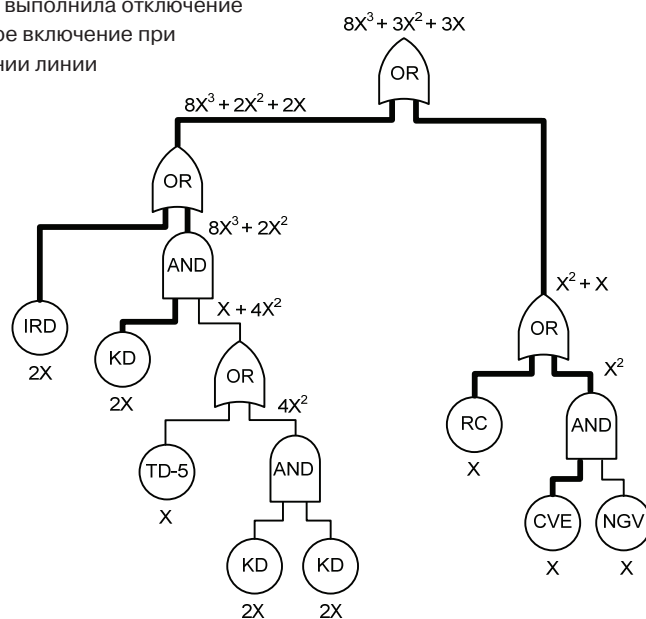 выполнила отключение
ое включение при
нии линии
8X³ + 3X² + 3X
OR
8X³ + 2X² + 2X
OR
8X³ + 2X²
AND
X² + X
IRD
2X
KD
2X
X + 4X²
OR
OR
X²
4X²
RC
X
AND
TD-5
X
AND
CVE
X
NGV
X
KD
2X
KD
2X